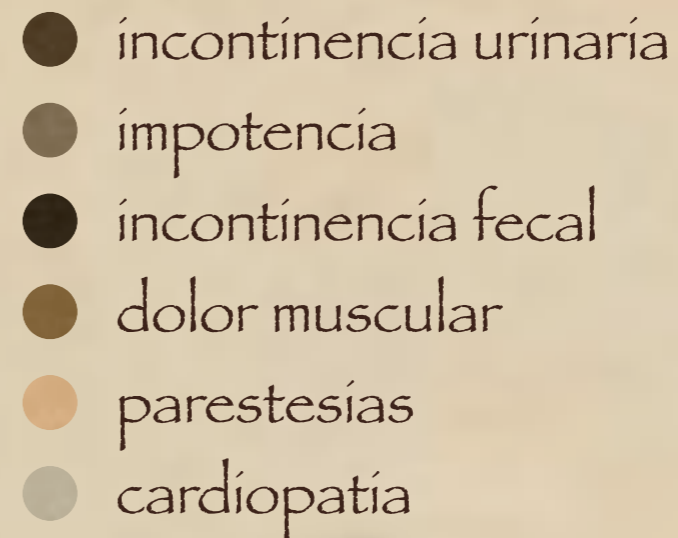 incontinencia urinaria
impotencia
incontinencia fecal
dolor muscular
parestesias
cardiopatia